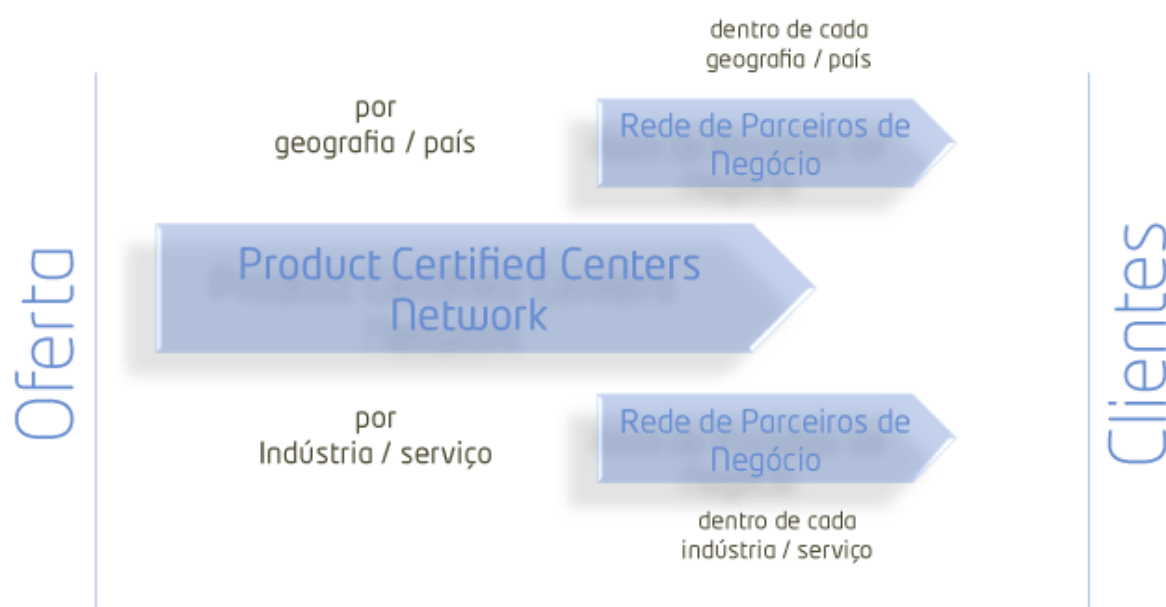 Oferta
por
geografia / país
dentro de cada
geografia / país
Rede de Parceiros de
Negócio
Product Certified Centers
Network
por
Indústria / serviço
Rede de Parceiros de
Negócio
dentro de cada
indústria / serviço
Clientes